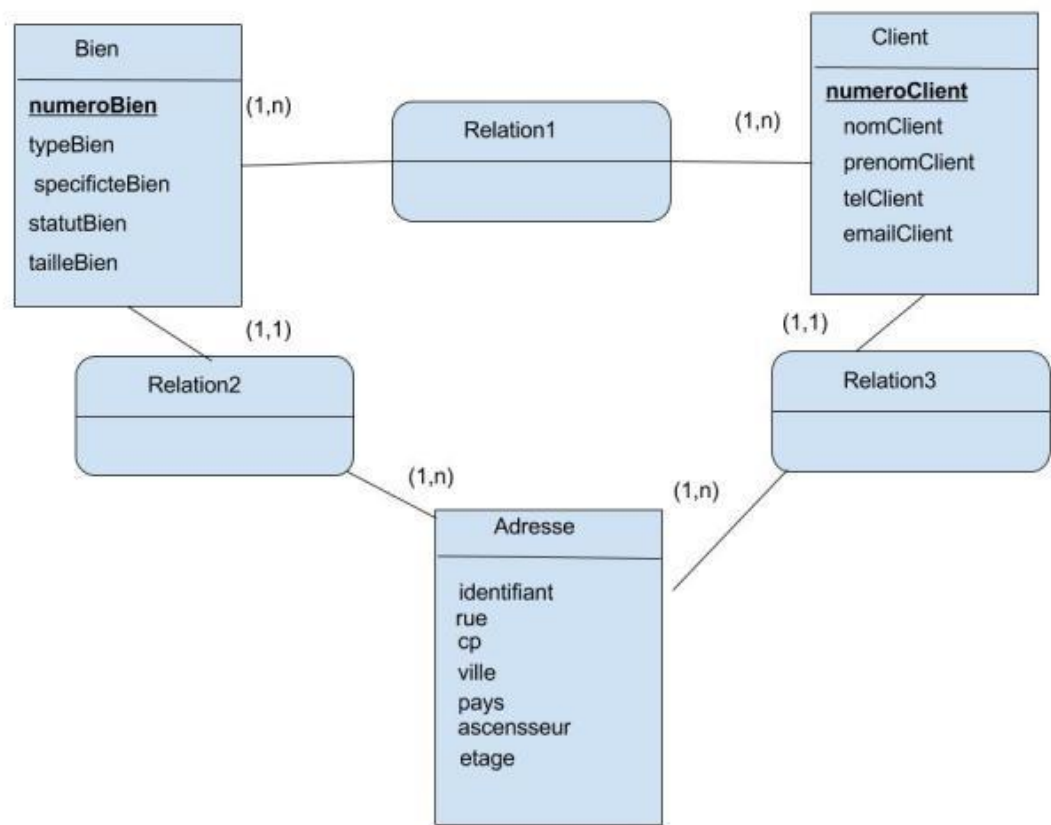 Bien
numeroBien
typeBien
specificteBien
statutBien
tailleBien
(1,n)
Relation1
(1,n)
Client
numeroClient
nomClient
prenomClient
telClient
emailClient
(1,1)
Relation2
(1,n)
(1,1)
Relation3
(1,n)
Adresse
identifiant
rue
cp
ville
pays
ascensseur
etage